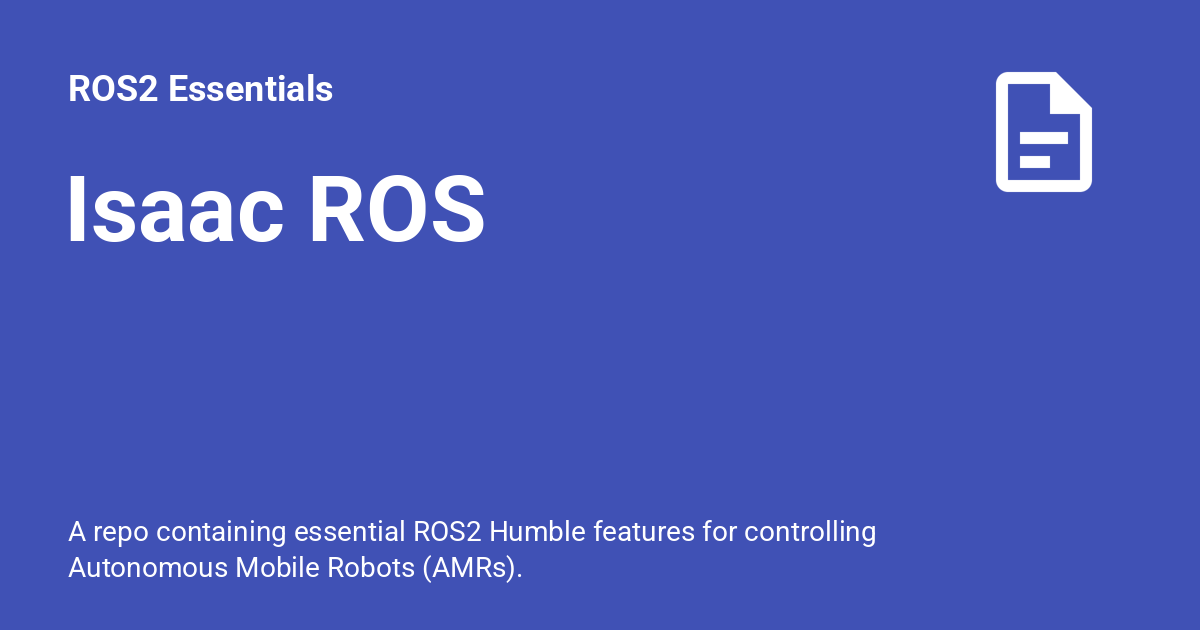 ROS2 Essentials
Isaac ROS
A repo containing essential ROS2 Humble features for controlling
Autonomous Mobile Robots (AMRs).